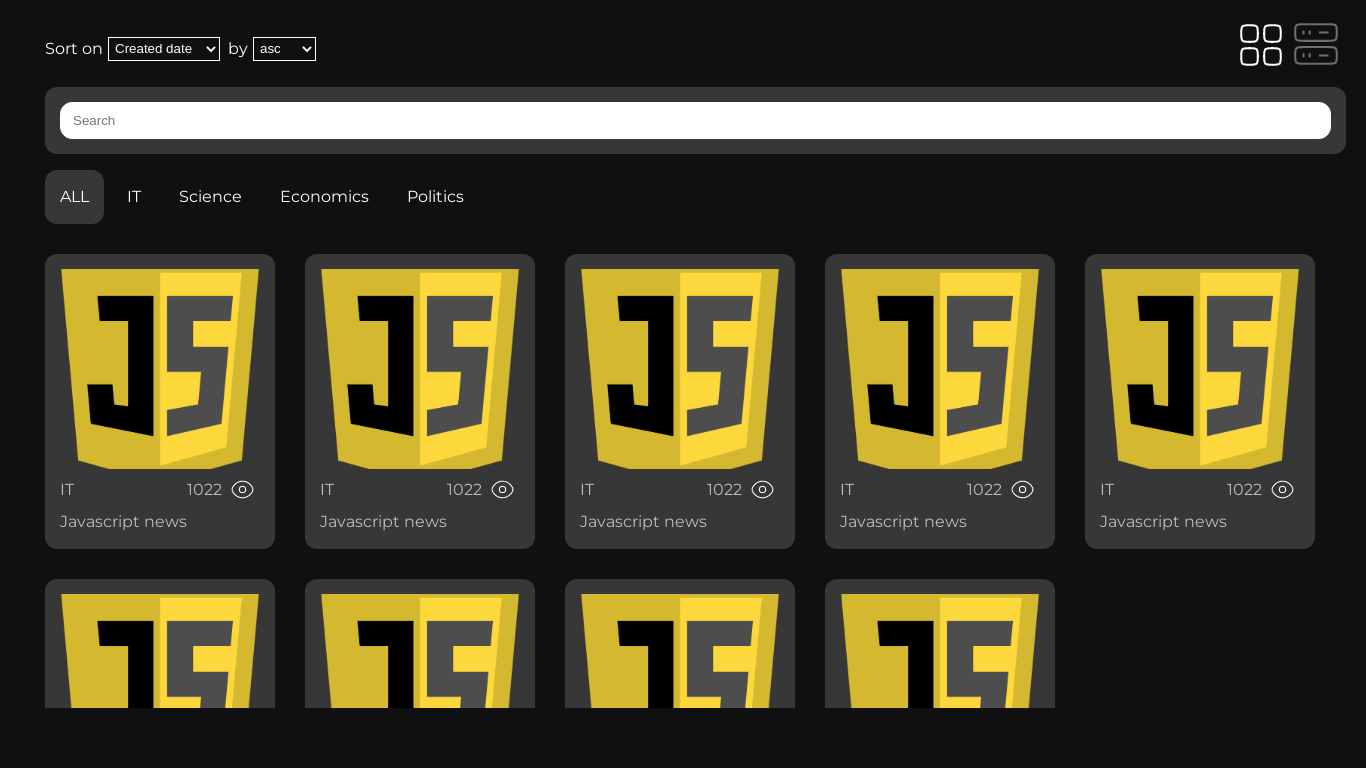 Sort on Created date by asc
Search
ALL IT Science Economics Politics
JS JS JS JS JS
IT 1022 IT 1022 IT 1022 IT 1022 IT 1022
Javascript news Javascript news Javascript news Javascript news Javascript news
JS JS JS JS